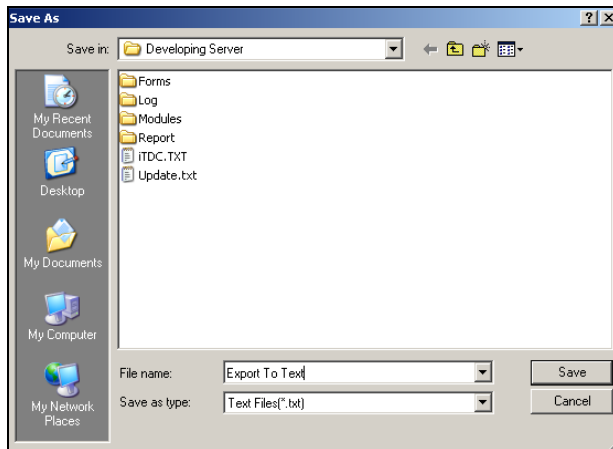 Save As
Save in: Developing Server
My Recent
Documents
Desktop
My Documents
My Computer
My Network
Places
Forms
Log
Modules
Report
iTDC.TXT
Update.txt
File name: Export To Text Save
Save as type: Text Files(*.txt) Cancel